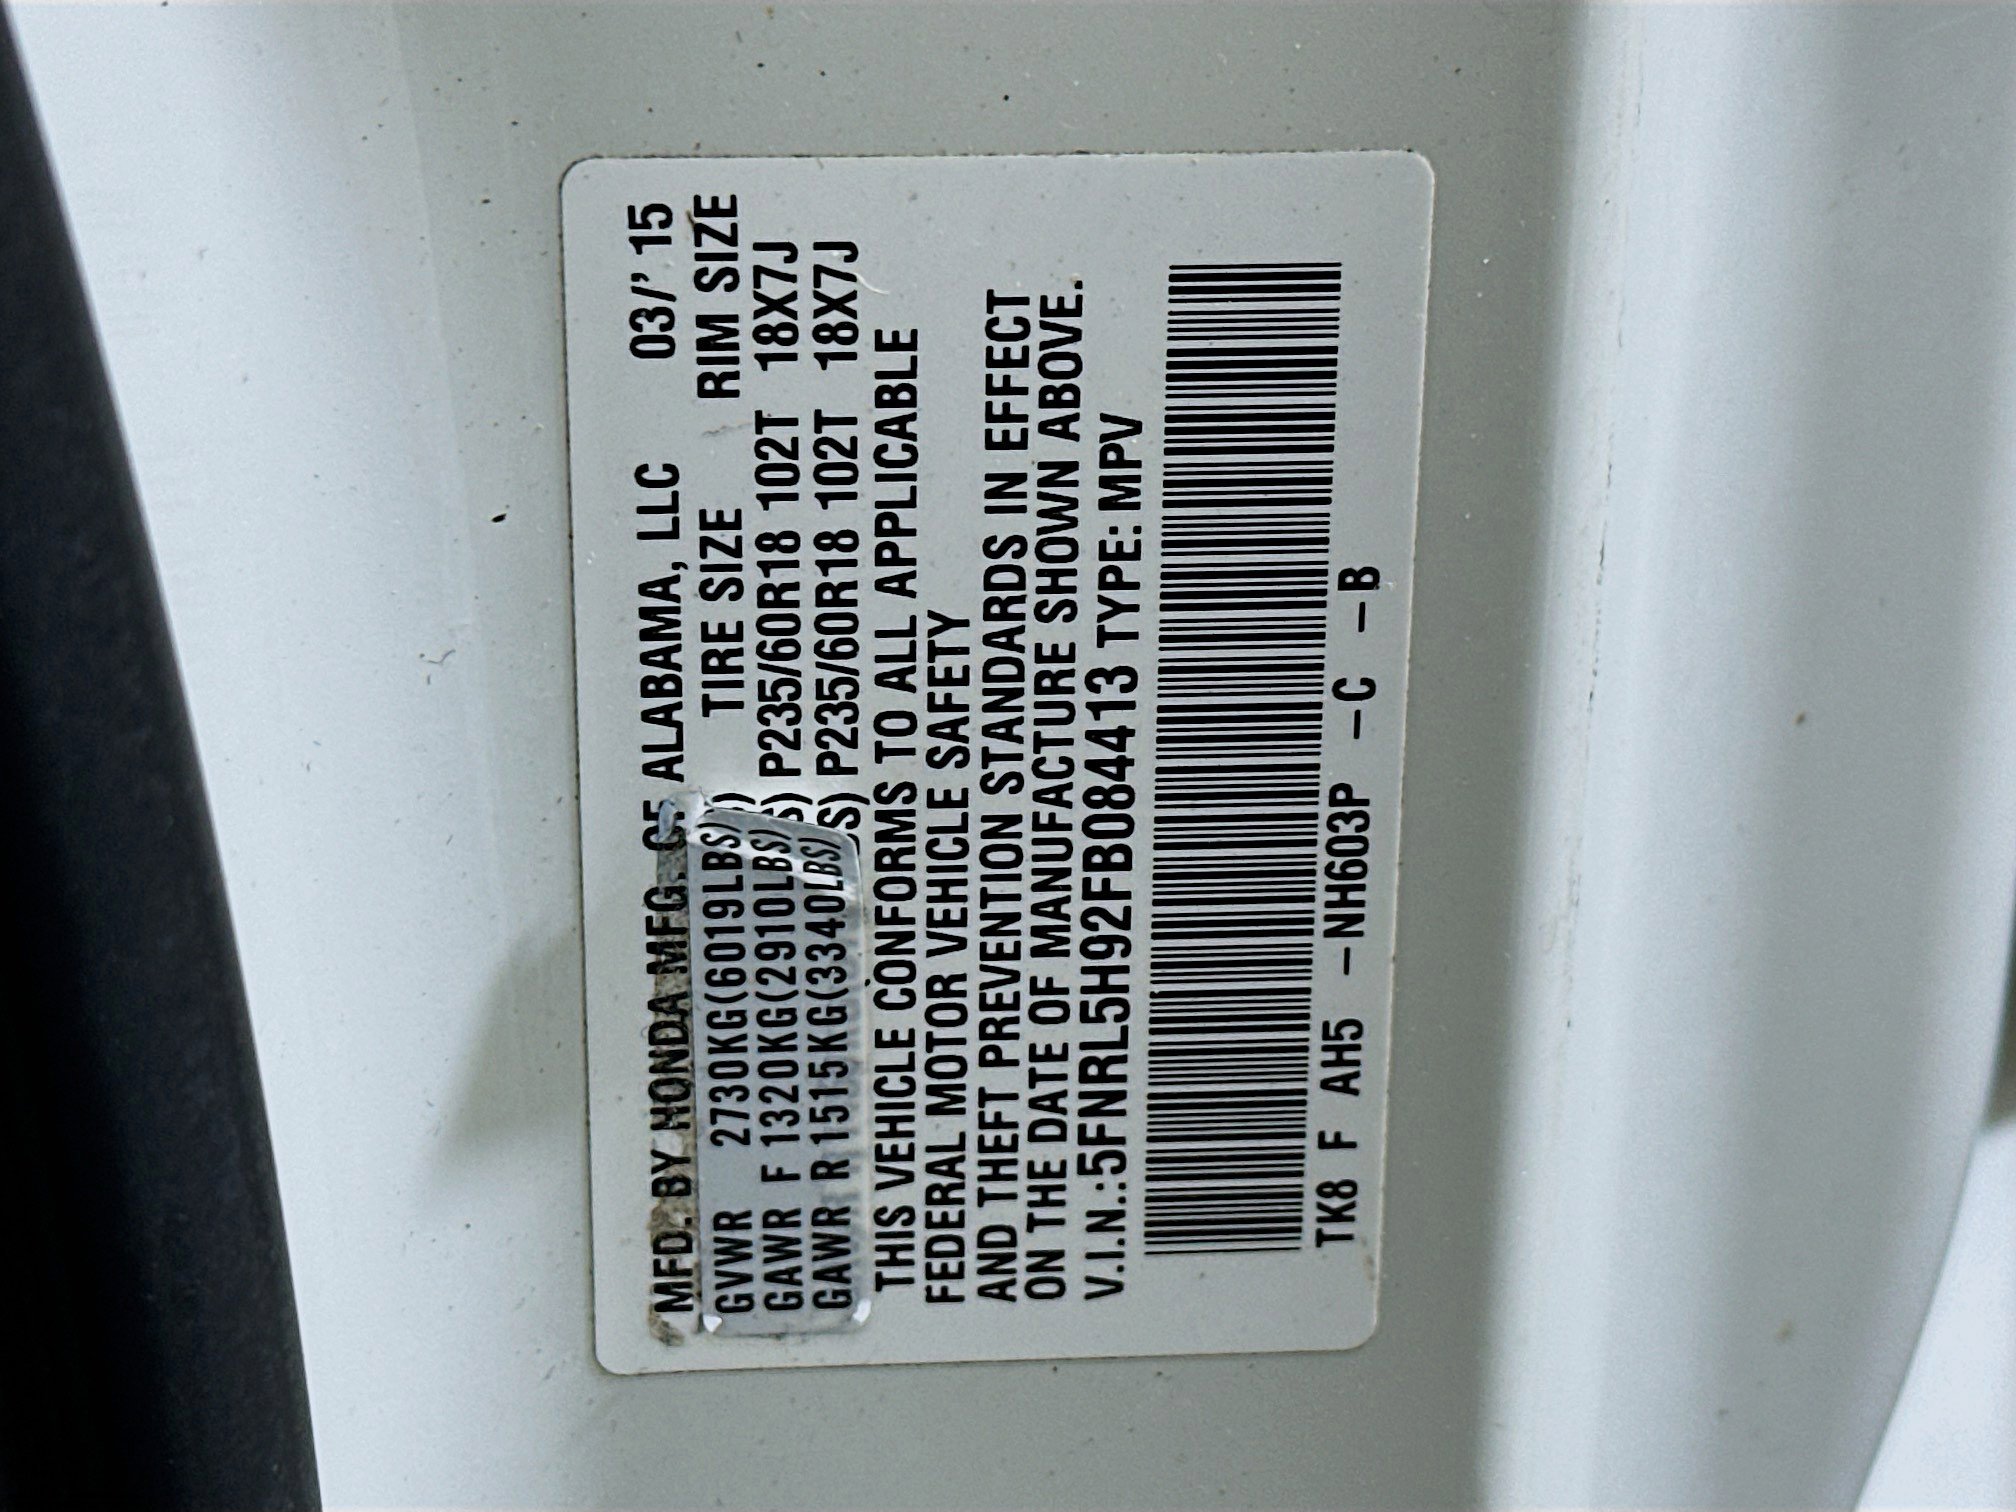 MFD. BY HONDA MFG. OF ALABAMA, LLC 03/' 15
TIRE SIZE RIM SIZE
GVWR 2730KG(6019LBS)
GAWR F 1320KG(2910LBS) P235/60R18 102T 18X7J
GAWR R 1515KG(3340LBS) P235/60R18 102T 18X7J
THIS VEHICLE CONFORMS TO ALL APPLICABLE
FEDERAL MOTOR VEHICLE SAFETY
AND THEFT PREVENTION STANDARDS IN EFFECT
ON THE DATE OF MANUFACTURE SHOWN ABOVE.
V.I.N.:5FNRL5H92FB084413 TYPE: MPV
TK8 F AH5 -NH603P -C -B